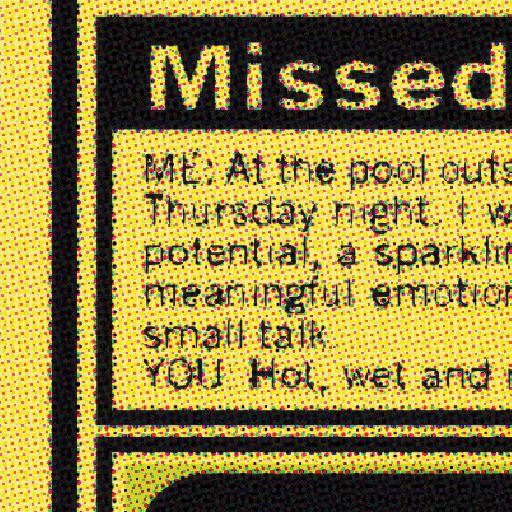 Missed
ME: At the pool outs
Thursday night. I w
potential, a sparklin
meaningful emotion
small talk.
YOU: Hot, wet and